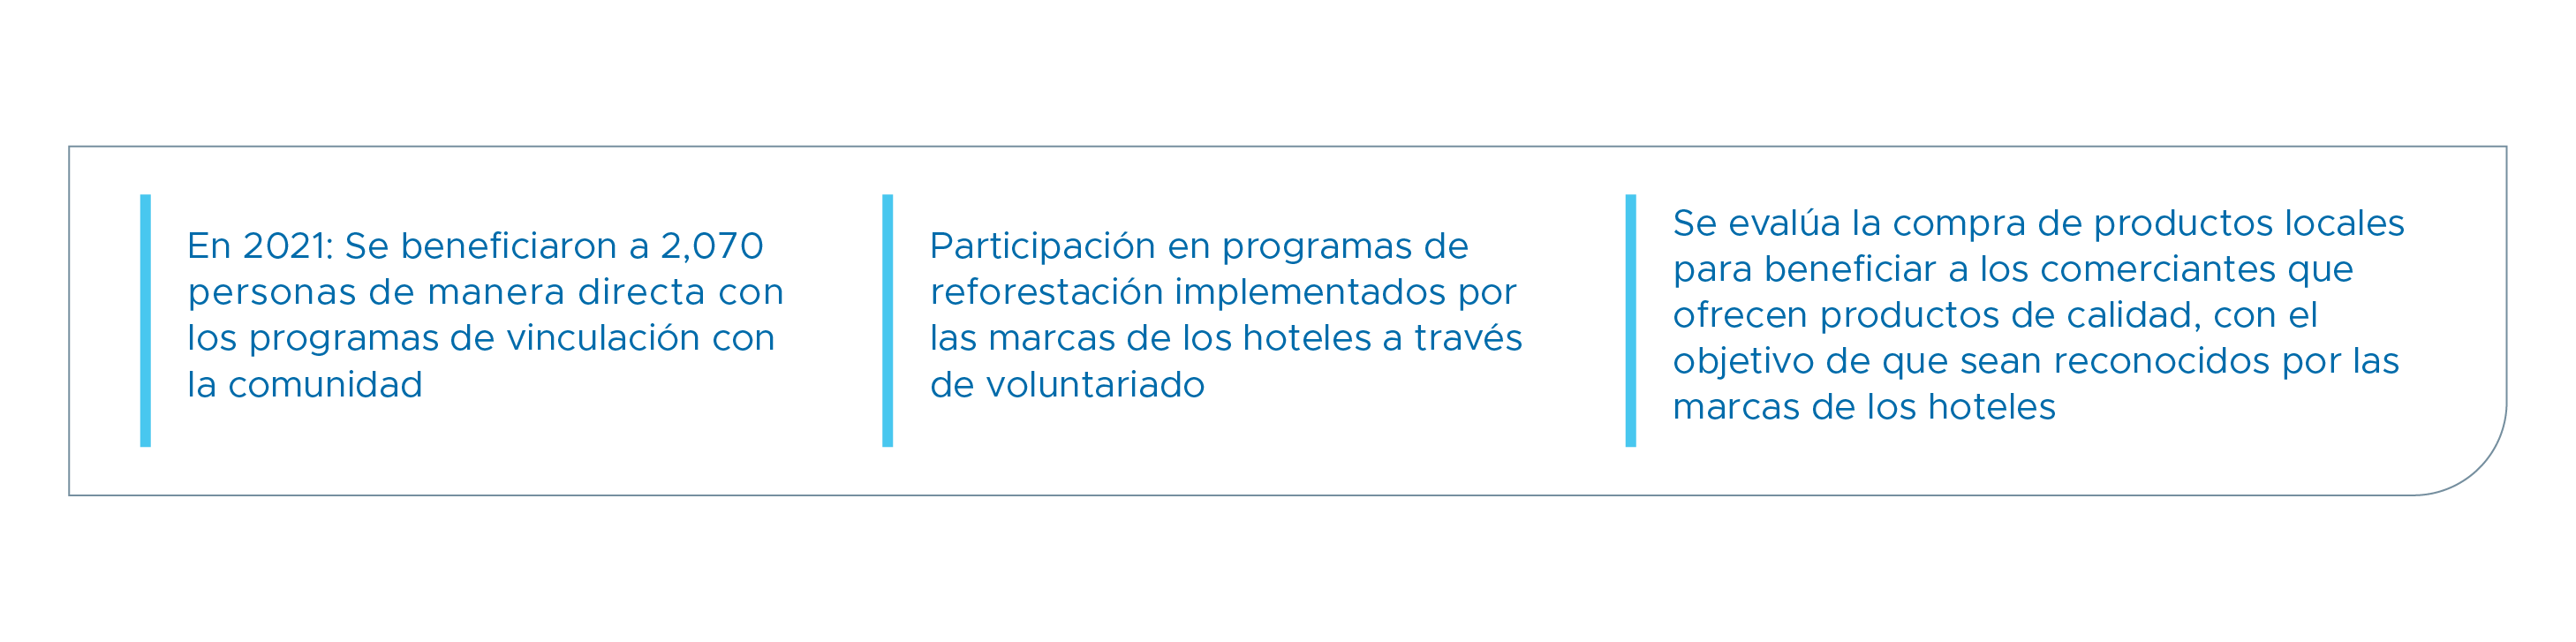 En 2021: Se beneficiaron a 2,070
personas de manera directa con
los programas de vinculación con
la comunidad
Participación en programas de
reforestación implementados por
las marcas de los hoteles a través
de voluntariado
Se evalúa la compra de productos locales
para beneficiar a los comerciantes que
ofrecen productos de calidad, con el
objetivo de que sean reconocidos por las
marcas de los hoteles